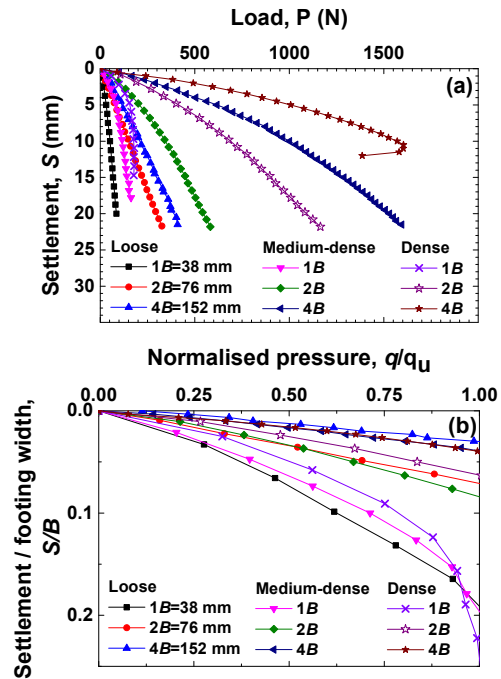 Load, P (N)
0 500 1000 1500
(a)
Settlement, S (mm)
0
5
10
15
20
25
30
35
Loose Medium-dense Dense
1B=38 mm 1B 1B
2B=76 mm 2B 2B
4B=152 mm 4B 4B
Normalised pressure, q/qu
0.00 0.25 0.50 0.75 1.00
(b)
Settlement / footing width,
S/B
0.0
0.1
0.2
Loose Medium-dense Dense
1B=38 mm 1B 1B
2B=76 mm 2B 2B
4B=152 mm 4B 4B